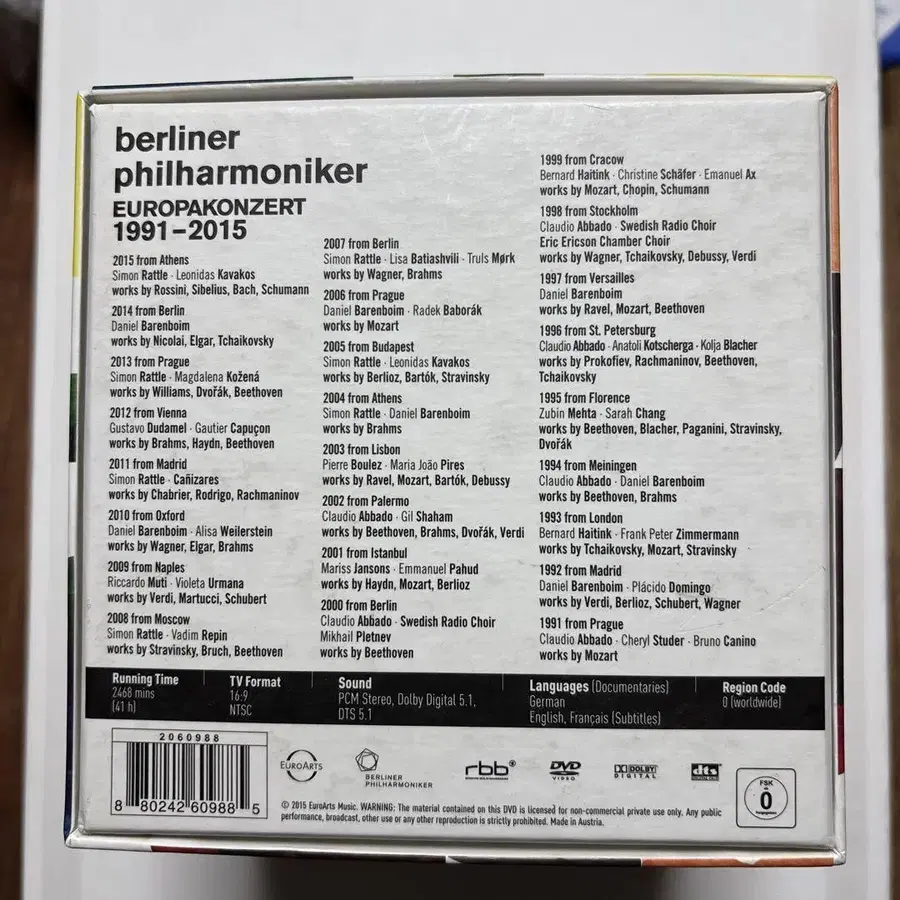 berliner
philharmoniker
EUROPAKONZERT
1991–2015
2015 from Athens
Simon Rattle · Leonidas Kavakos
works by Rossini, Sibelius, Bach, Schumann
2014 from Berlin
Daniel Barenboim
works by Nicolai, Elgar, Tchaikovsky
2013 from Prague
Simon Rattle · Magdalena Kožená
works by Williams, Dvořák, Beethoven
2012 from Vienna
Gustavo Dudamel · Gautier Capuçon
works by Brahms, Haydn, Beethoven
2011 from Madrid
Simon Rattle · Cañizares
works by Chabrier, Rodrigo, Rachmaninov
2010 from Oxford
Daniel Barenboim · Alisa Weilerstein
works by Wagner, Elgar, Brahms
2009 from Naples
Riccardo Muti · Violeta Urmana
works by Verdi, Martucci, Schubert
2008 from Moscow
Simon Rattle · Vadim Repin
works by Stravinsky, Bruch, Beethoven
2007 from Berlin
Simon Rattle · Lisa Batiashvili · Truls Mørk
works by Wagner, Brahms
2006 from Prague
Daniel Barenboim · Radek Baborák
works by Mozart
2005 from Budapest
Simon Rattle · Leonidas Kavakos
works by Berlioz, Bartók, Stravinsky
2004 from Athens
Simon Rattle · Daniel Barenboim
works by Brahms
2003 from Lisbon
Pierre Boulez · Maria João Pires
works by Ravel, Mozart, Bartók, Debussy
2002 from Palermo
Claudio Abbado · Gil Shaham
works by Beethoven, Brahms, Dvořák, Verdi
2001 from Istanbul
Mariss Jansons · Emmanuel Pahud
works by Haydn, Mozart, Berlioz
2000 from Berlin
Claudio Abbado · Swedish Radio Choir
Mikhail Pletnev
works by Beethoven
1999 from Cracow
Bernard Haitink · Christine Schäfer · Emanuel Ax
works by Mozart, Chopin, Schumann
1998 from Stockholm
Claudio Abbado · Swedish Radio Choir
Eric Ericson Chamber Choir
works by Wagner, Tchaikovsky, Debussy, Verdi
1997 from Versailles
Daniel Barenboim
works by Ravel, Mozart, Beethoven
1996 from St. Petersburg
Claudio Abbado · Anatoli Kotscherga · Kolja Blacher
works by Prokofiev, Rachmaninov, Beethoven,
Tchaikovsky
1995 from Florence
Zubin Mehta · Sarah Chang
works by Beethoven, Blacher, Paganini, Stravinsky,
Dvořák
1994 from Meiningen
Claudio Abbado · Daniel Barenboim
works by Beethoven, Brahms
1993 from London
Bernard Haitink · Frank Peter Zimmermann
works by Tchaikovsky, Mozart, Stravinsky
1992 from Madrid
Daniel Barenboim · Plácido Domingo
works by Verdi, Berlioz, Schubert, Wagner
1991 from Prague
Claudio Abbado · Cheryl Studer · Bruno Canino
works by Mozart
Running Time
2468 mins
(41 h)
TV Format
16:9
NTSC
Sound
PCM Stereo, Dolby Digital 5.1,
DTS 5.1
Languages (Documentaries)
German
English, Français (Subtitles)
Region Code
0 (worldwide)
2060988
8 80242 60988 5
EUROARTS
BERLINER
PHILHARMONIKER
rbb
DVD
VIDEO
DOLBY
DIGITAL
dts
FSK
0
© 2015 EuroArts Music. WARNING: The material contained on this DVD is licensed for non-commercial private use only. Any public
performance, broadcast, other use or any other reproduction is strictly prohibited. Made in Austria.